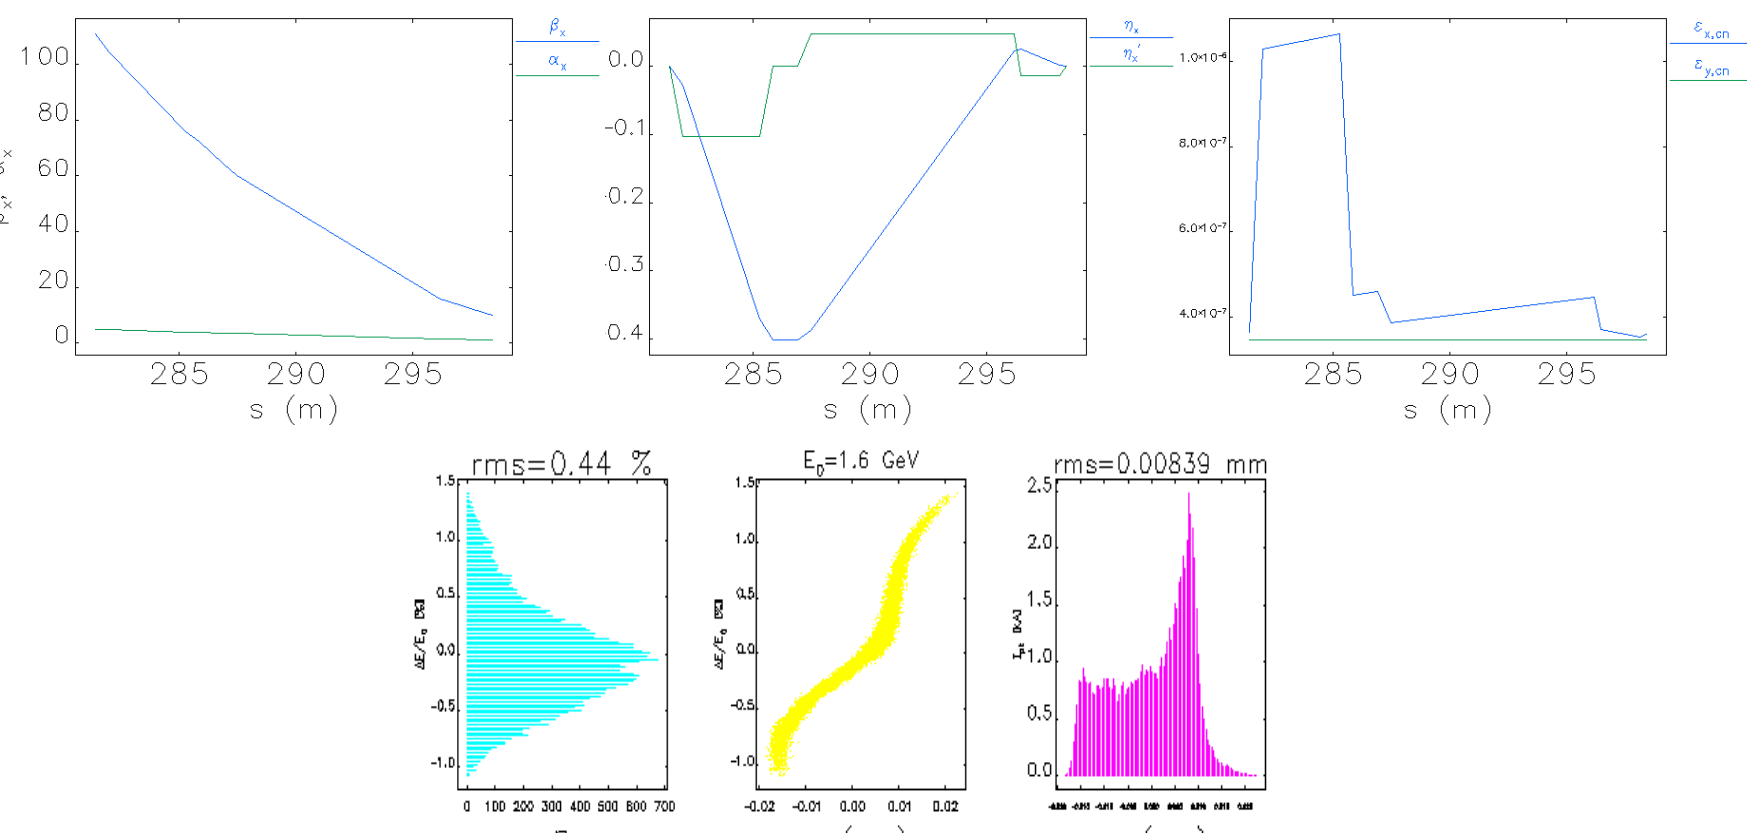 β_x
α_x
100
80
60
40
20
0
285 290 295
s (m)
η_x
η_x'
0.0
-0.1
0.2
0.3
0.4
285 290 295
s (m)
ε_x,cn
ε_y,cn
1.0×10⁻⁶
8.0×10⁻⁷
6.0×10⁻⁷
4.0×10⁻⁷
285 290 295
s (m)
rms=0.44 %
1.5
1.0
0.5
0.0
-0.5
-1.0
ΔE/E₀ [%]
0 100 200 300 400 500 600 700
E₀=1.6 GeV
1.5
1.0
0.5
0.0
-0.5
-1.0
ΔE/E₀ [%]
-0.02 -0.01 0.00 0.01 0.02
rms=0.00839 mm
2.5
2.0
1.5
1.0
0.5
0.0
I_pk [kA]